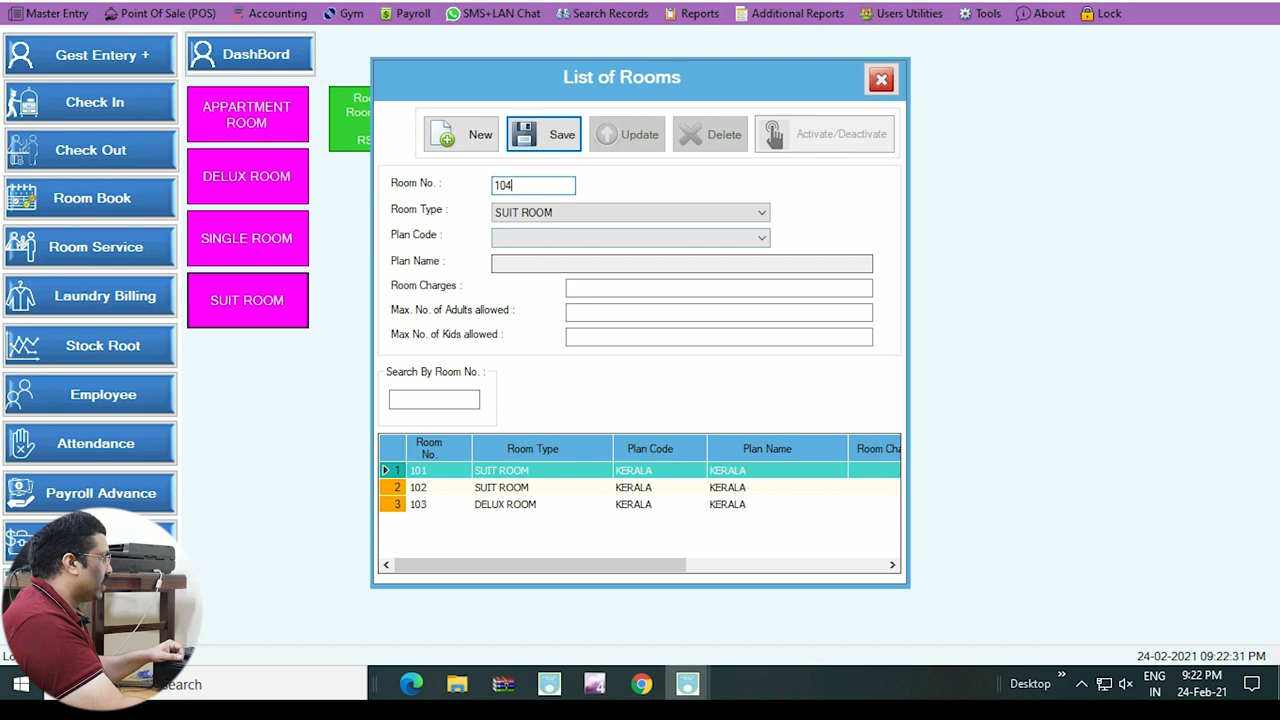 Master Entry Point Of Sale (POS) Accounting Gym Payroll SMS+LAN Chat Search Records Reports Additional Reports Users Utilities Tools About Lock
Gest Entery +
DashBord
Check In
Check Out
Room Book
Room Service
Laundry Billing
Stock Root
Employee
Attendance
Payroll Advance
APPARTMENT
ROOM
DELUX ROOM
SINGLE ROOM
SUIT ROOM
List of Rooms
New Save Update Delete Activate/Deactivate
Room No. : 104
Room Type : SUIT ROOM
Plan Code :
Plan Name :
Room Charges :
Max. No. of Adults allowed :
Max No. of Kids allowed :
Search By Room No. :
Room
No. Room Type Plan Code Plan Name Room Cha
1 101 SUIT ROOM KERALA KERALA
2 102 SUIT ROOM KERALA KERALA
3 103 DELUX ROOM KERALA KERALA
24-02-2021 09:22:31 PM
Desktop
ENG
IN
9:22 PM
24-Feb-21